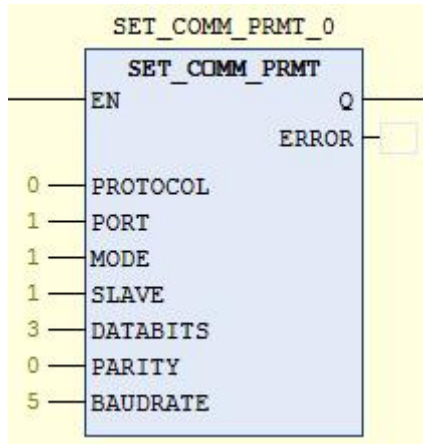 SET_COMM_PRMT_0
SET_COMM_PRMT
EN Q
ERROR
0 PROTOCOL
1 PORT
1 MODE
1 SLAVE
3 DATABITS
0 PARITY
5 BAUDRATE